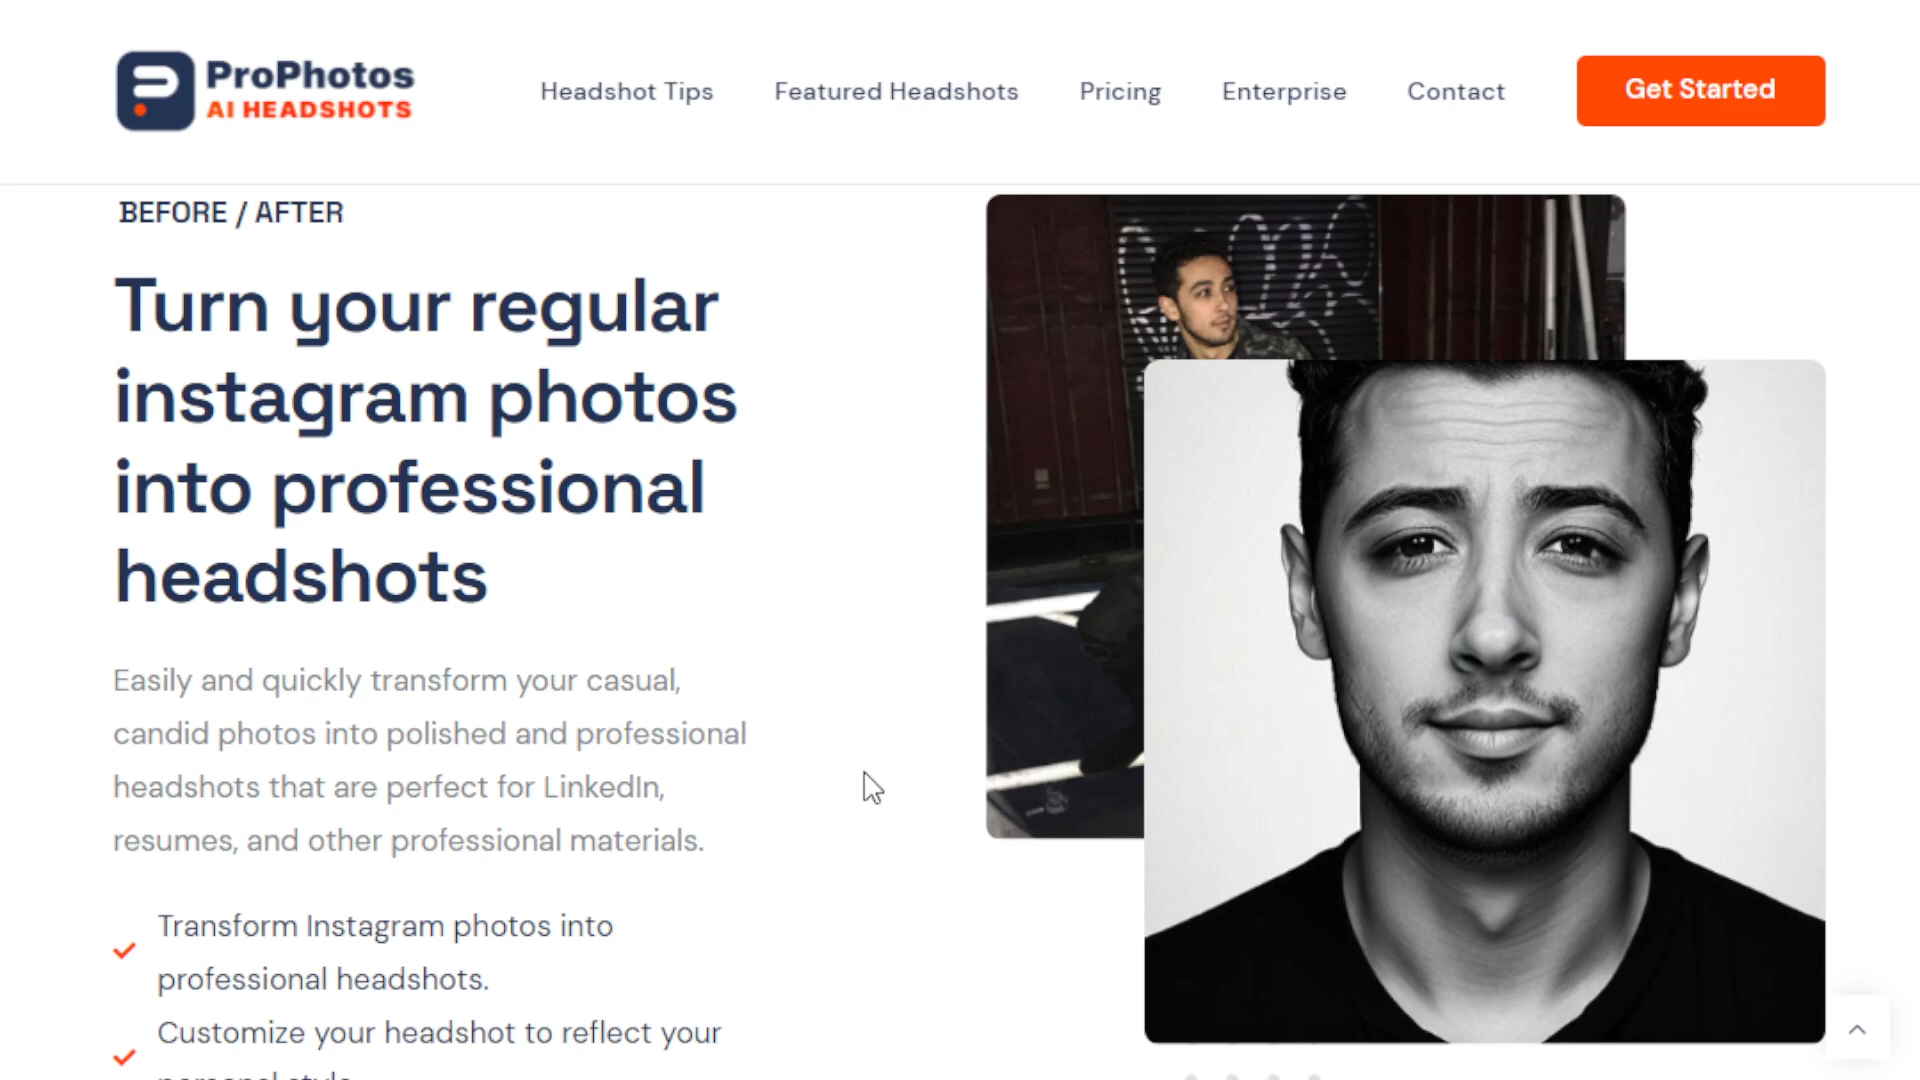 ProPhotos
AI HEADSHOTS
Headshot Tips
Featured Headshots
Pricing
Enterprise
Contact
Get Started
BEFORE / AFTER
Turn your regular
instagram photos
into professional
headshots
Easily and quickly transform your casual,
candid photos into polished and professional
headshots that are perfect for LinkedIn,
resumes, and other professional materials.
Transform Instagram photos into
professional headshots.
Customize your headshot to reflect your
personal style